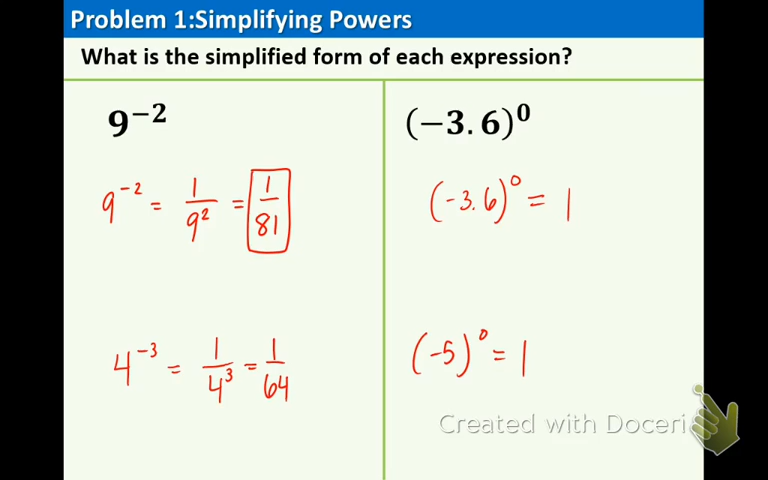 Problem 1:Simplifying Powers
What is the simplified form of each expression?
9⁻²
9⁻² = 1/9² = 1/81
4⁻³ = 1/4³ = 1/64
(−3.6)⁰
(-3.6)⁰ = 1
(-5)⁰ = 1
Created with Doceri